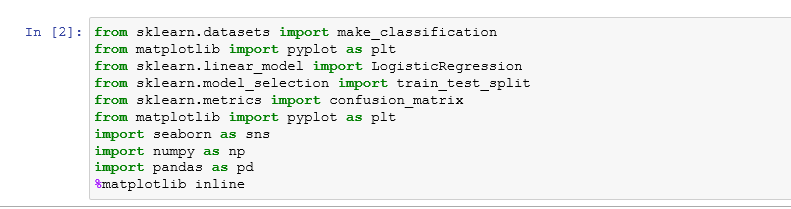 In [2]: from sklearn.datasets import make_classification
from matplotlib import pyplot as plt
from sklearn.linear_model import LogisticRegression
from sklearn.model_selection import train_test_split
from sklearn.metrics import confusion_matrix
from matplotlib import pyplot as plt
import seaborn as sns
import numpy as np
import pandas as pd
%matplotlib inline